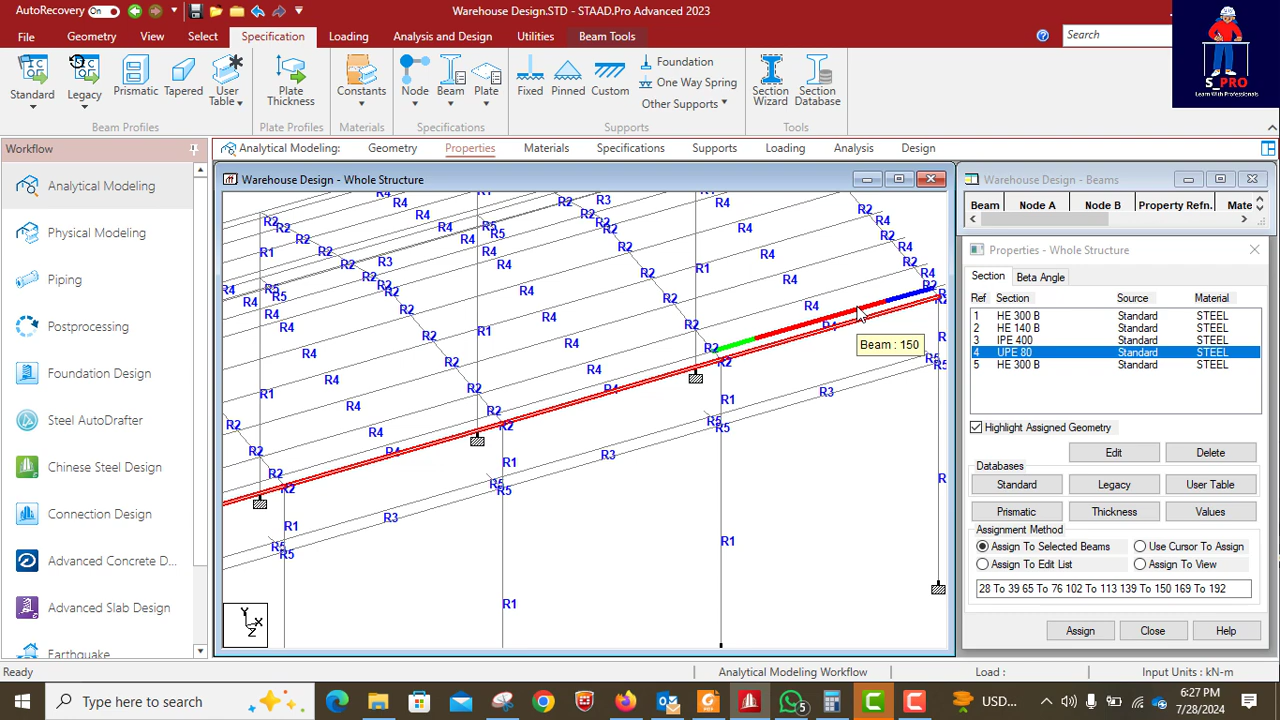 AutoRecovery On Warehouse Design.STD - STAAD.Pro Advanced 2023
File Geometry View Select Specification Loading Analysis and Design Utilities Beam Tools Search
Standard Legacy Prismatic Tapered User Table Plate Thickness Constants Node Beam Plate Fixed Pinned Custom Foundation One Way Spring Other Supports Section Wizard Section Database
Beam Profiles Plate Profiles Materials Specifications Supports Tools
S_PRO
Learn With Professionals
Workflow
Analytical Modeling: Geometry Properties Materials Specifications Supports Loading Analysis Design
Analytical Modeling
Physical Modeling
Piping
Postprocessing
Foundation Design
Steel AutoDrafter
Chinese Steel Design
Connection Design
Advanced Concrete D...
Advanced Slab Design
Earthquake
Warehouse Design - Whole Structure
Beam : 150
Y
X
Z
Warehouse Design - Beams
Beam Node A Node B Property Refn. Mate
Properties - Whole Structure
Section Beta Angle
Ref Section Source Material
1 HE 300 B Standard STEEL
2 HE 140 B Standard STEEL
3 IPE 400 Standard STEEL
4 UPE 80 Standard STEEL
5 HE 300 B Standard STEEL
Highlight Assigned Geometry
Edit Delete
Databases
Standard Legacy User Table
Prismatic Thickness Values
Assignment Method
Assign To Selected Beams Use Cursor To Assign
Assign To Edit List Assign To View
28 To 39 65 To 76 102 To 113 139 To 150 169 To 192
Assign Close Help
Ready Analytical Modeling Workflow Load : Input Units : kN-m
Type here to search 5 USD... 6:27 PM
7/28/2024